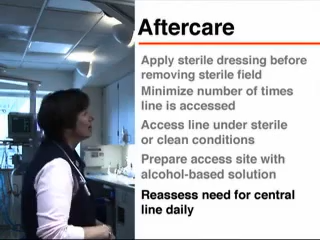 Aftercare
Apply sterile dressing before
removing sterile field
Minimize number of times
line is accessed
Access line under sterile
or clean conditions
Prepare access site with
alcohol-based solution
Reassess need for central
line daily